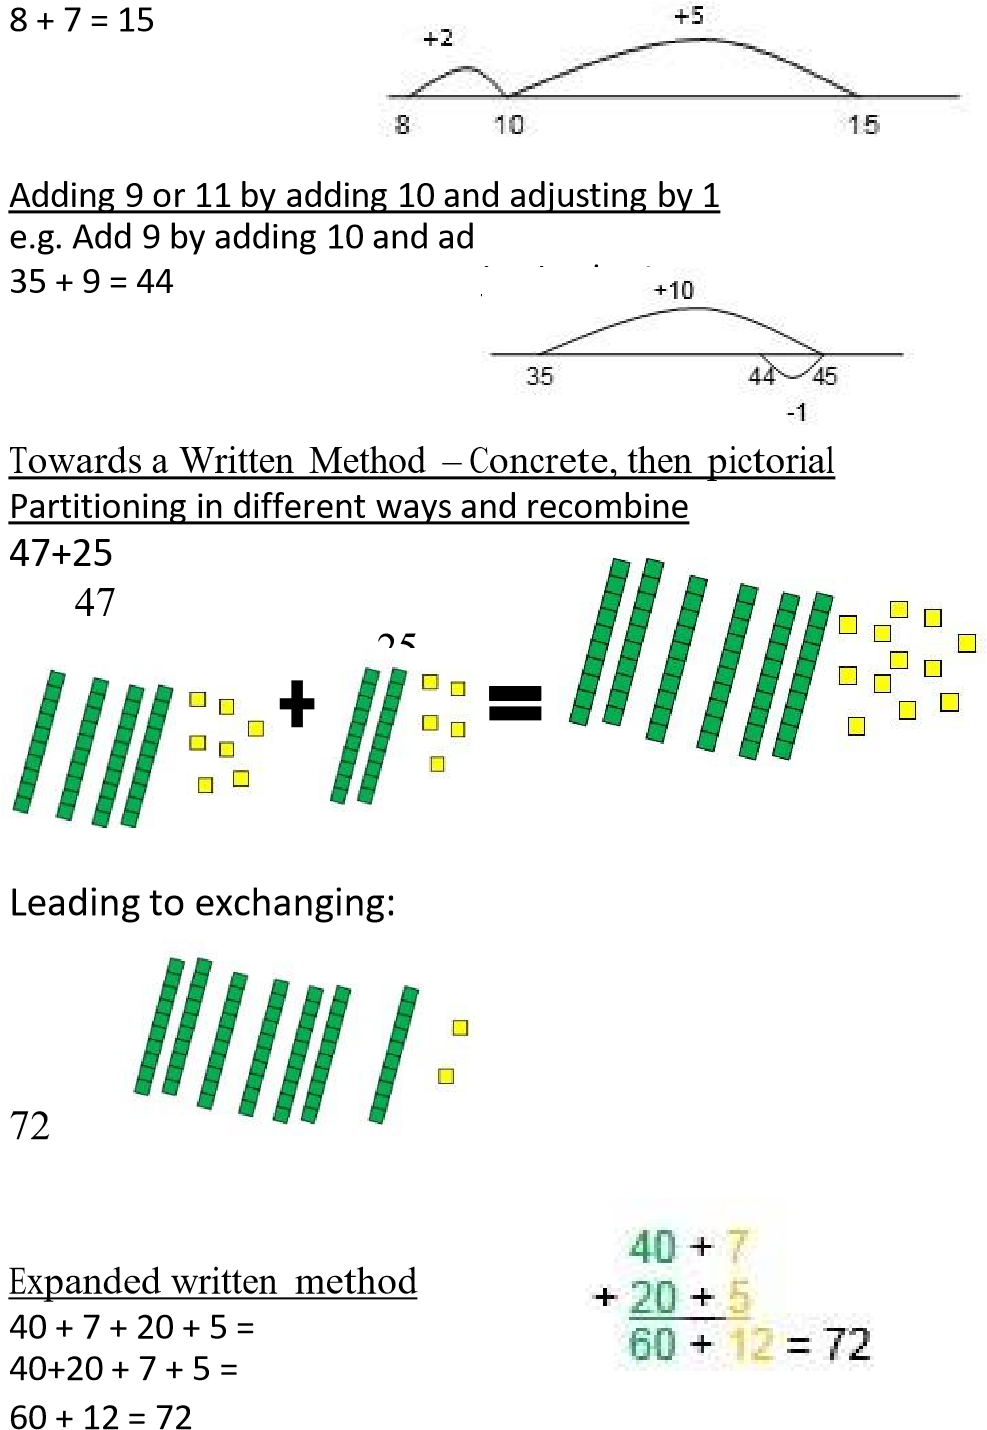 8 + 7 = 15
+2
+5
8 10 15
Adding 9 or 11 by adding 10 and adjusting by 1
e.g. Add 9 by adding 10 and ad
35 + 9 = 44
+10
35 44 45
-1
Towards a Written Method – Concrete, then pictorial
Partitioning in different ways and recombine
47+25
47
25
+ =
Leading to exchanging:
72
Expanded written method
40 + 7 + 20 + 5 =
40+20 + 7 + 5 =
60 + 12 = 72
40 + 7
+ 20 + 5
60 + 12 = 72